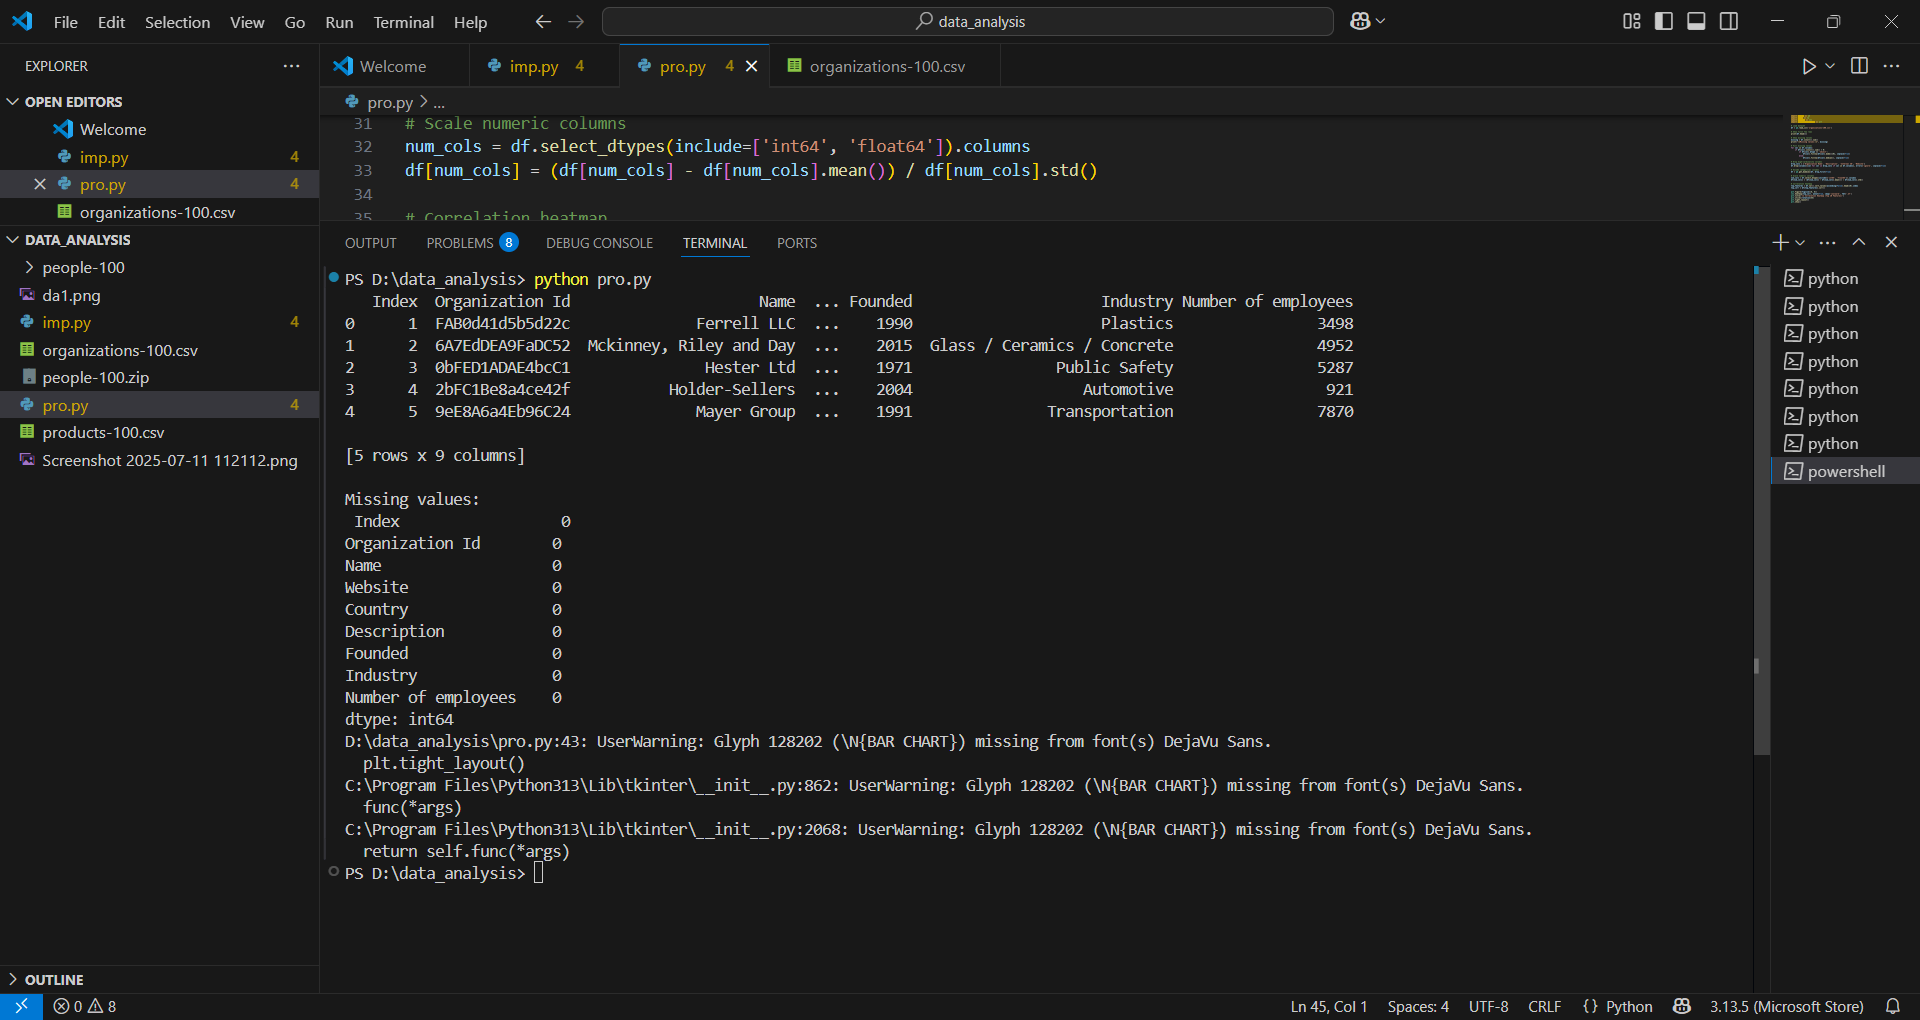 File Edit Selection View Go Run Terminal Help
data_analysis
EXPLORER
OPEN EDITORS
Welcome
imp.py 4
pro.py 4
organizations-100.csv
DATA_ANALYSIS
people-100
da1.png
imp.py 4
organizations-100.csv
people-100.zip
pro.py 4
products-100.csv
Screenshot 2025-07-11 112112.png
OUTLINE
Welcome imp.py 4 pro.py 4 organizations-100.csv
pro.py > ...
31 # Scale numeric columns
32 num_cols = df.select_dtypes(include=['int64', 'float64']).columns
33 df[num_cols] = (df[num_cols] - df[num_cols].mean()) / df[num_cols].std()
34
35 # Correlation heatmap
OUTPUT PROBLEMS 8 DEBUG CONSOLE TERMINAL PORTS
PS D:\data_analysis> python pro.py
Index Organization Id Name ... Founded Industry Number of employees
0 1 FAB0d41d5b5d22c Ferrell LLC ... 1990 Plastics 3498
1 2 6A7EdDEA9FaDC52 Mckinney, Riley and Day ... 2015 Glass / Ceramics / Concrete 4952
2 3 0bFED1ADAE4bcC1 Hester Ltd ... 1971 Public Safety 5287
3 4 2bFC1Be8a4ce42f Holder-Sellers ... 2004 Automotive 921
4 5 9eE8A6a4Eb96C24 Mayer Group ... 1991 Transportation 7870
[5 rows x 9 columns]
Missing values:
Index 0
Organization Id 0
Name 0
Website 0
Country 0
Description 0
Founded 0
Industry 0
Number of employees 0
dtype: int64
D:\data_analysis\pro.py:43: UserWarning: Glyph 128202 (\N{BAR CHART}) missing from font(s) DejaVu Sans.
plt.tight_layout()
C:\Program Files\Python313\Lib\tkinter\__init__.py:862: UserWarning: Glyph 128202 (\N{BAR CHART}) missing from font(s) DejaVu Sans.
func(*args)
C:\Program Files\Python313\Lib\tkinter\__init__.py:2068: UserWarning: Glyph 128202 (\N{BAR CHART}) missing from font(s) DejaVu Sans.
return self.func(*args)
PS D:\data_analysis>
python
python
python
python
python
python
python
powershell
0 8
Ln 45, Col 1 Spaces: 4 UTF-8 CRLF {} Python 3.13.5 (Microsoft Store)